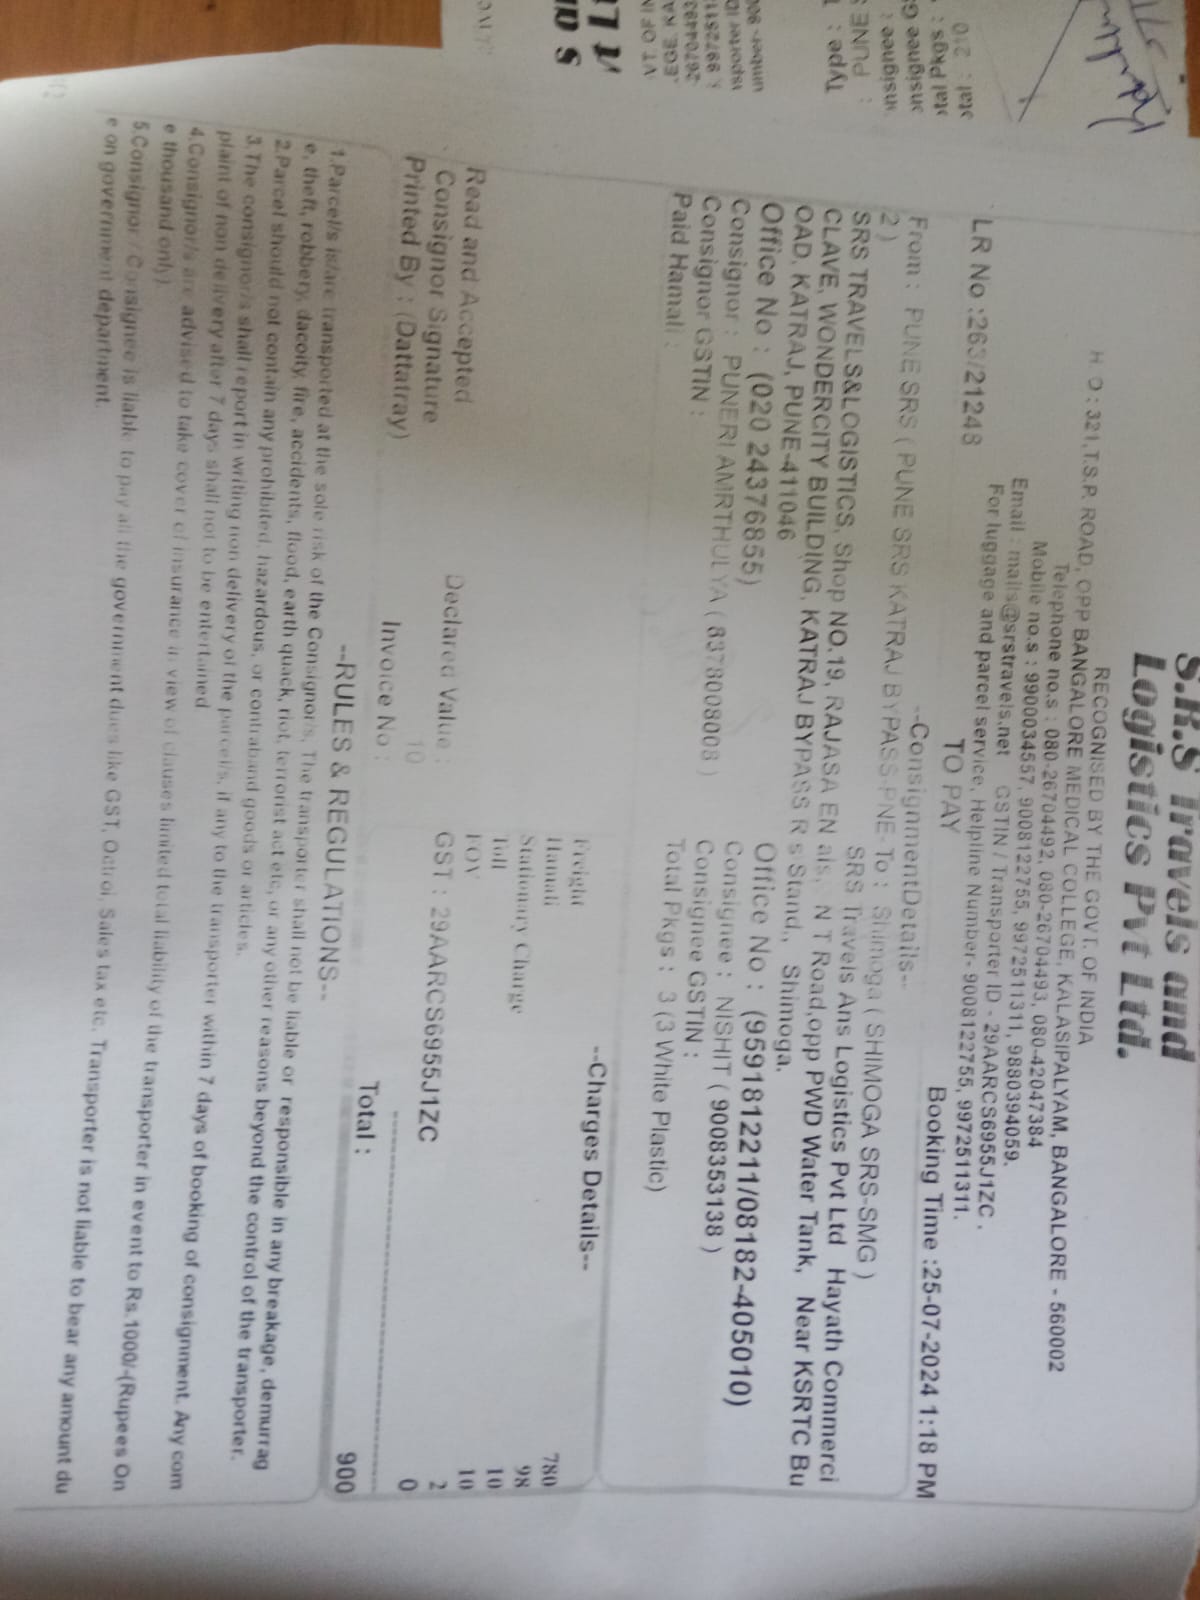 S.R.S Travels and
Logistics Pvt Ltd.
RECOGNISED BY THE GOVT. OF INDIA
H O : 321,T.S.P. ROAD, OPP BANGALORE MEDICAL COLLEGE, KALASIPALYAM, BANGALORE - 560002
Telephone no.s : 080-26704492, 080-26704493, 080-42047384
Mobile no.s : 9900034557, 9008122755, 9972511311, 9880394059.
Email : mails@srstravels.net GSTIN / Transporter ID - 29AARCS6955J1ZC .
For luggage and parcel service, Helpline Number- 9008122755, 9972511311.
LR No :263/21248 TO PAY Booking Time :25-07-2024 1:18 PM
--ConsignmentDetails--
From : PUNE SRS ( PUNE SRS KATRAJ BYPASS-PNE-2 )
SRS TRAVELS&LOGISTICS, Shop NO.19, RAJASA EN
CLAVE, WONDERCITY BUILDING, KATRAJ BYPASS R
OAD, KATRAJ, PUNE-411046
Office No : (020 24376855)
Consignor : PUNERI AMRTHULYA ( 8378008008 )
Consignor GSTIN :
Paid Hamali :
To : Shimoga ( SHIMOGA SRS-SMG )
SRS Travels Ans Logistics Pvt Ltd Hayath Commerci
als, N T Road,opp PWD Water Tank, Near KSRTC Bu
s Stand,, Shimoga.
Office No : (9591812211/08182-405010)
Consignee : NISHIT ( 9008353138 )
Consignee GSTIN :
Total Pkgs : 3 (3 White Plastic)
--Charges Details--
Freight 780
Hamali 98
Stationary Charge 10
Toll 10
FOV 2
GST : 29AARCS6955J1ZC 0
Total : 900
Read and Accepted
Consignor Signature
Printed By : (Dattatray)
Declared Value :
10
Invoice No :
--RULES & REGULATIONS--
1.Parcel/s is/are transported at the sole risk of the Consignor/s, The transporter shall not be liable or responsible in any breakage, demurrag
e, theft, robbery, dacoity, fire, accidents, flood, earth quack, riot, terrorist act etc, or any other reasons beyond the control of the transporter.
2.Parcel should not contain any prohibited, hazardous, or contraband goods or articles.
3.The consignor/s shall report in writing non delivery of the parcel/s, if any to the transporter within 7 days of booking of consignment. Any com
plaint of non delivery after 7 days shall not to be entertained
4.Consignor/s are advised to take cover of insurance in view of clauses limited total liability of the transporter in event to Rs.1000/-(Rupees On
e thousand only).
5.Consignor / Consignee is liable to pay all the government dues like GST, Octroi, Sales tax etc. Transporter is not liable to bear any amount du
e on government department.